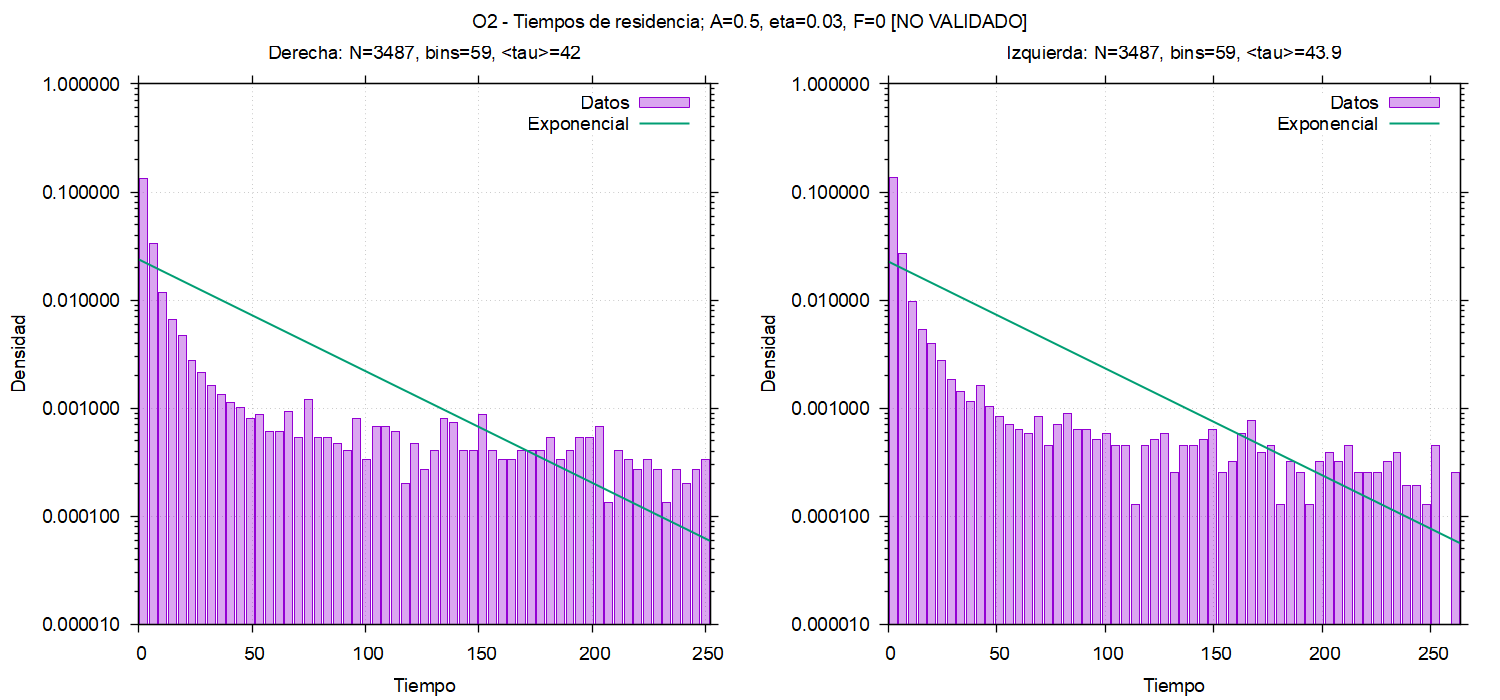 O2 - Tiempos de residencia; A=0.5, eta=0.03, F=0 [NO VALIDADO]
Derecha: N=3487, bins=59, <tau>=42
Datos
Exponencial
1.000000
0.100000
0.010000
0.001000
0.000100
0.000010
Densidad
0 50 100 150 200 250
Tiempo
Izquierda: N=3487, bins=59, <tau>=43.9
Datos
Exponencial
1.000000
0.100000
0.010000
0.001000
0.000100
0.000010
Densidad
0 50 100 150 200 250
Tiempo